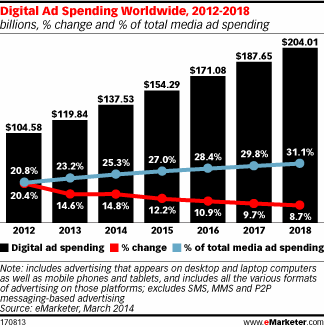 Digital Ad Spending Worldwide, 2012-2018
billions, % change and % of total media ad spending
$104.58 $119.84 $137.53 $154.29 $171.08 $187.65 $204.01
20.8% 23.2% 25.3% 27.0% 28.4% 29.8% 31.1%
20.4% 14.6% 14.8% 12.2% 10.9% 9.7% 8.7%
2012 2013 2014 2015 2016 2017 2018
Digital ad spending % change % of total media ad spending
Note: includes advertising that appears on desktop and laptop computers
as well as mobile phones and tablets, and includes all the various formats
of advertising on those platforms; excludes SMS, MMS and P2P
messaging-based advertising
Source: eMarketer, March 2014
170813 www.eMarketer.com